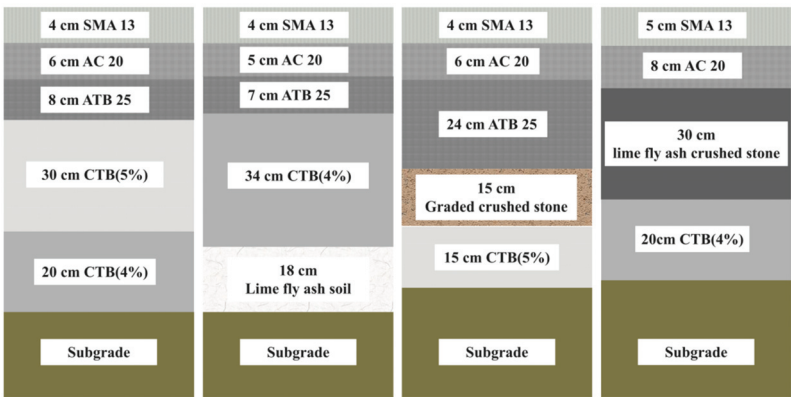 4 cm SMA 13
6 cm AC 20
8 cm ATB 25
30 cm CTB(5%)
20 cm CTB(4%)
Subgrade
4 cm SMA 13
5 cm AC 20
7 cm ATB 25
34 cm CTB(4%)
18 cm
Lime fly ash soil
Subgrade
4 cm SMA 13
6 cm AC 20
24 cm ATB 25
15 cm
Graded crushed stone
15 cm CTB(5%)
Subgrade
5 cm SMA 13
8 cm AC 20
30 cm
lime fly ash crushed stone
20cm CTB(4%)
Subgrade